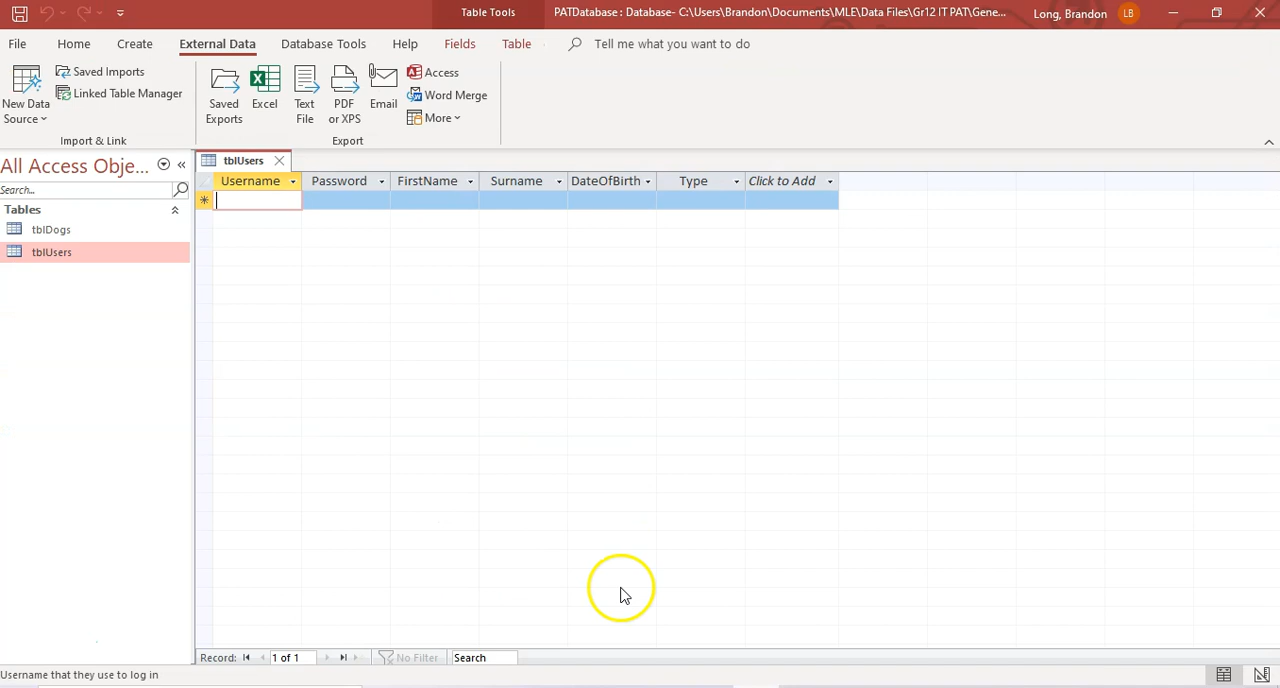 Table Tools
PATDatabase : Database- C:\Users\Brandon\Documents\MLE\Data Files\Gr12 IT PAT\Gene...
Long, Brandon
LB
File Home Create External Data Database Tools Help Fields Table Tell me what you want to do
New Data Source
Saved Imports
Linked Table Manager
Import & Link
Saved Exports
Excel
Text File
PDF or XPS
Email
Access
Word Merge
More
Export
All Access Obje...
Search..
Tables
tblDogs
tblUsers
tblUsers
Username Password FirstName Surname DateOfBirth Type Click to Add
Record: 1 of 1 No Filter Search
Username that they use to log in